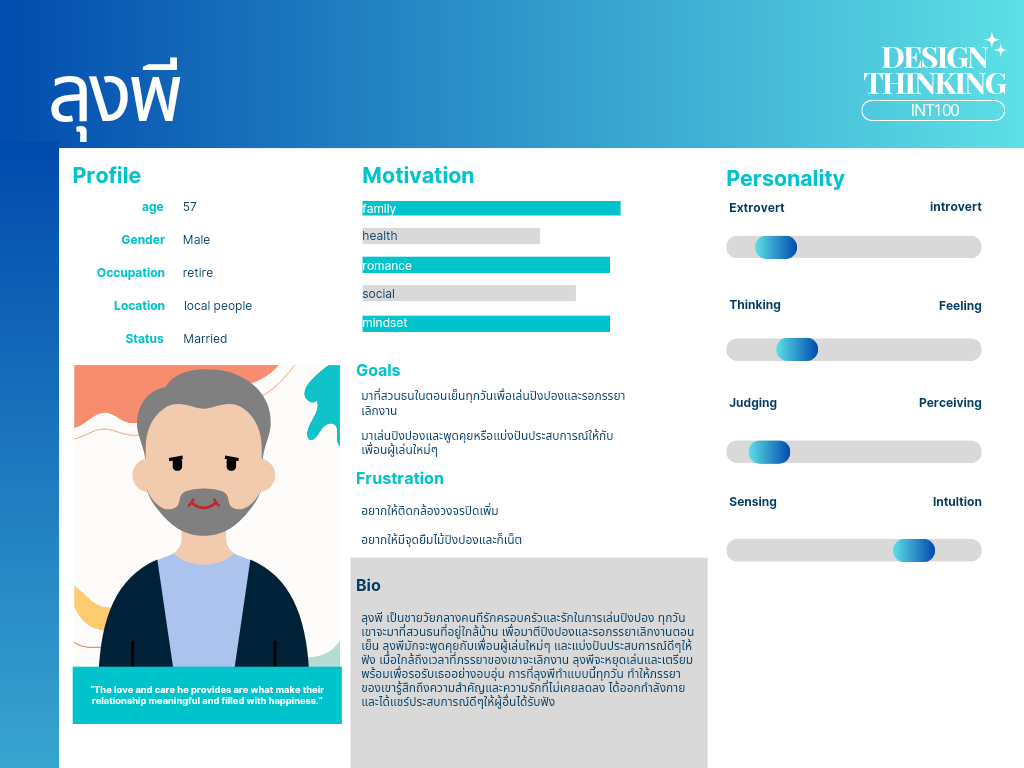 ลุงพี
DESIGN
THINKING
INT100
Profile
age 57
Gender Male
Occupation retire
Location local people
Status Married
"The love and care he provides are what make their
relationship meaningful and filled with happiness."
Motivation
family
health
romance
social
mindset
Goals
มาที่สวนธนในตอนเย็นทุกวันเพื่อเล่นปิงปองและรอภรรยา
เลิกงาน
มาเล่นปิงปองและพูดคุยหรือแบ่งปันประสบการณ์ให้กับ
เพื่อนผู้เล่นใหม่ๆ
Frustration
อยากให้ติดกล้องวงจรปิดเพิ่ม
อยากให้มีจุดยืมไม้ปิงปองและก็เน็ต
Bio
ลุงพี เป็นชายวัยกลางคนที่รักครอบครัวและรักในการเล่นปิงปอง ทุกวัน
เขาจะมาที่สวนธนที่อยู่ใกล้บ้าน เพื่อมาตีปิงปองและรอภรรยาเลิกงานตอน
เย็น ลุงพีมักจะพูดคุยกับเพื่อนผู้เล่นใหม่ๆ และแบ่งปันประสบการณ์ดีๆให้
ฟัง เมื่อใกล้ถึงเวลาที่ภรรยาของเขาจะเลิกงาน ลุงพีจะหยุดเล่นและเตรียม
พร้อมเพื่อรอรับเธออย่างอบอุ่น การที่ลุงพีทำแบบนี้ทุกวัน ทำให้ภรรยา
ของเขารู้สึกถึงความสำคัญและความรักที่ไม่เคยลดลง ได้ออกกำลังกาย
และได้แชร์ประสบการณ์ดีๆให้ผู้อื่นได้รับฟัง
Personality
Extrovert introvert
Thinking Feeling
Judging Perceiving
Sensing Intultion